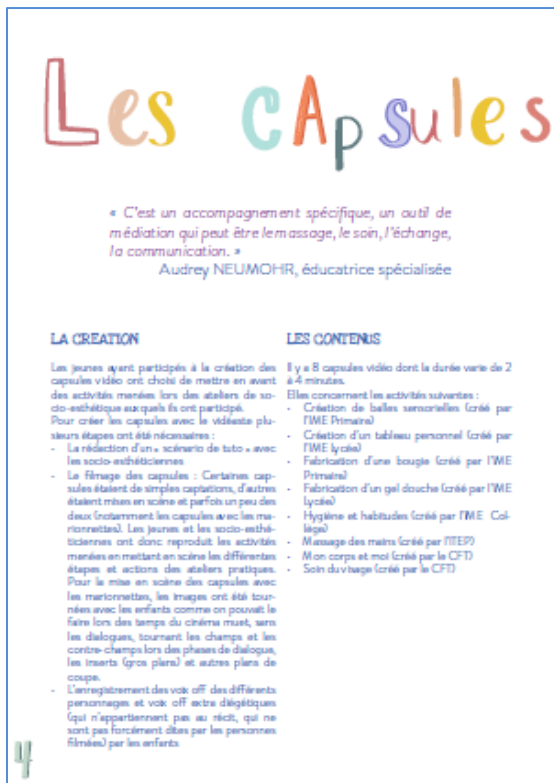 Les cAPsules
« C'est un accompagnement spécifique, un outil de
médiation qui peut être le massage, le soin, l'échange,
la communication. »
Audrey NEUMOHR, éducatrice spécialisée
LA CREATION
Les jeunes ayant participés à la création des
capsules vidéo ont choisi de mettre en avant
des activités menées lors des ateliers de so-
cio-esthétique auxquels ils ont participé.
Pour créer les capsules avec le vidéaste plu-
sieurs étapes ont été nécessaires :
- La rédaction d'un « scénario de tuto » avec
les socio-esthéticiennes
- Le filmage des capsules : Certaines cap-
sules étaient de simples captations, d'autres
étaient mises en scène et parfois un peu des
deux (notamment les capsules avec les ma-
rionnettes). Les jeunes et les socio-esthé-
ticiennes ont donc reproduit les activités
menées en mettant en scène les différentes
étapes et actions des ateliers pratiques.
Pour la mise en scène des capsules avec
les marionnettes, les images ont été tour-
nées avec les enfants comme on pouvait le
faire lors des temps du cinéma muet, sans
les dialogues, tournant les champs et les
contre-champs lors des phases de dialogue,
les inserts (gros plans) et autres plans de
coupe.
- L'enregistrement des voix off des différents
personnages et voix off extra diégétiques
(qui n'appartiennent pas au récit, qui ne
sont pas forcément dites par les personnes
filmées) par les enfants
LES CONTENUS
Il y a 8 capsules vidéo dont la durée varie de 2
à 4 minutes.
Elles concernent les activités suivantes :
- Création de balles sensorielles (créé par
l'IME Primaire)
- Création d'un tableau personnel (créé par
l'IME lycée)
- Fabrication d'une bougie (créé par l'IME
Primaire)
- Fabrication d'un gel douche (créé par l'IME
Lycée)
- Hygiène et habitudes (créé par l'IME Col-
lège)
- Massage des mains (créé par l'ITEP)
- Mon corps et moi (créé par le CFT)
- Soin du visage (créé par le CFT)
4